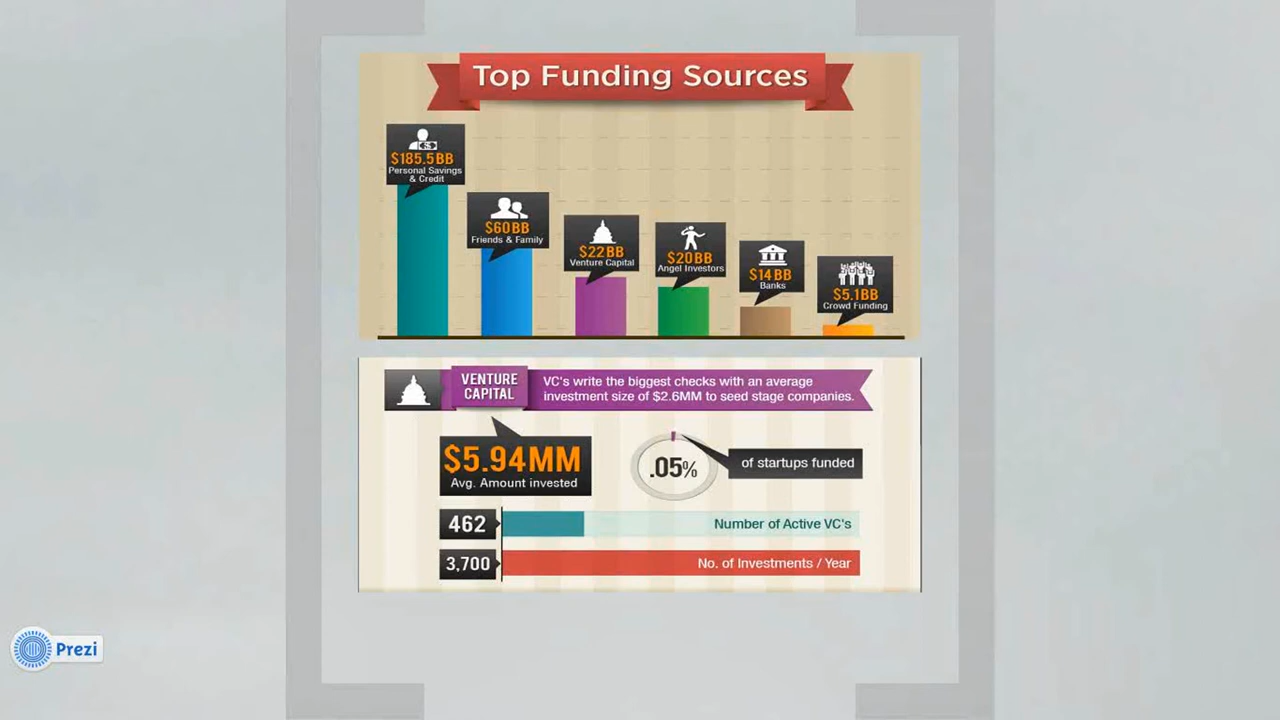 Top Funding Sources
$185.5BB
Personal Savings
& Credit
$60BB
Friends & Family
$22BB
Venture Capital
$20BB
Angel Investors
$14BB
Banks
$5.1BB
Crowd Funding
VENTURE
CAPITAL
VC's write the biggest checks with an average
investment size of $2.6MM to seed stage companies.
$5.94MM
Avg. Amount invested
.05%
of startups funded
462
Number of Active VC's
3,700
No. of Investments / Year
Prezi